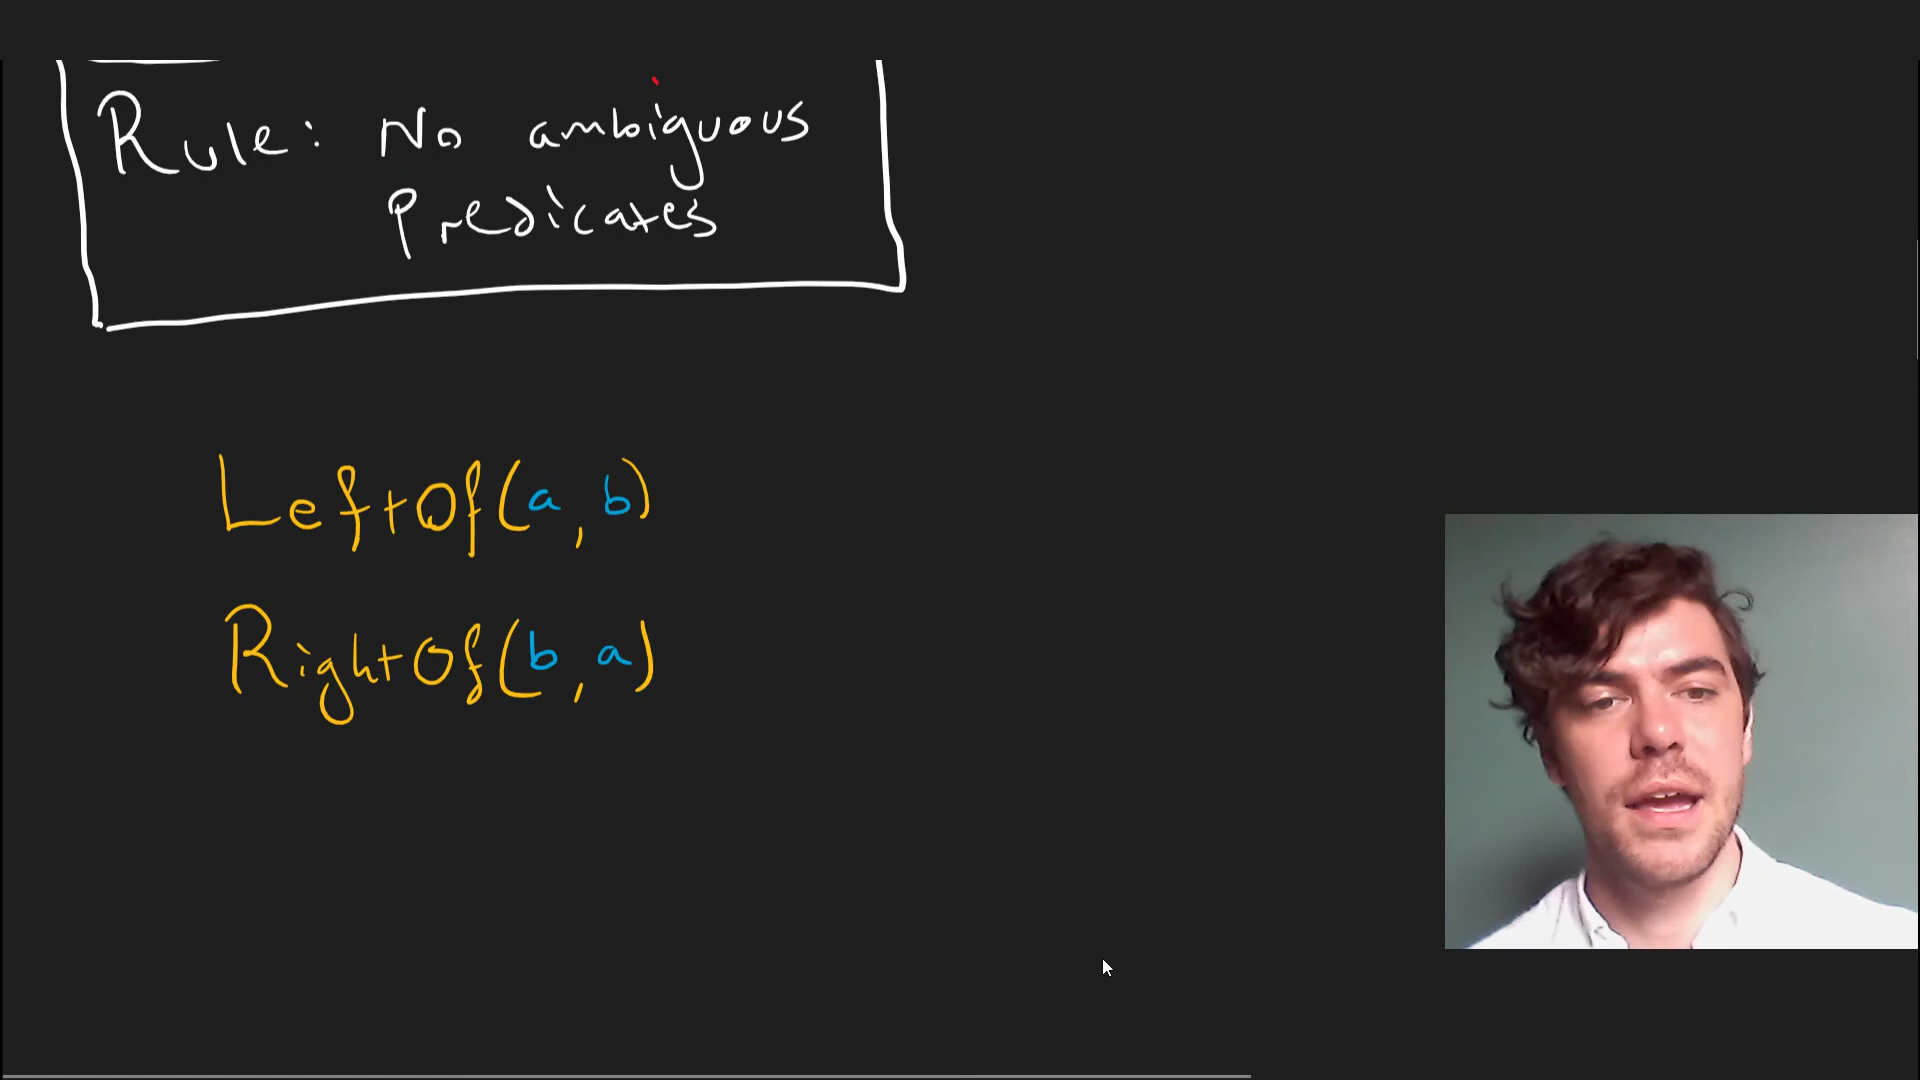 Rule: No ambiguous
Predicates
LeftOf(a, b)
RightOf(b, a)